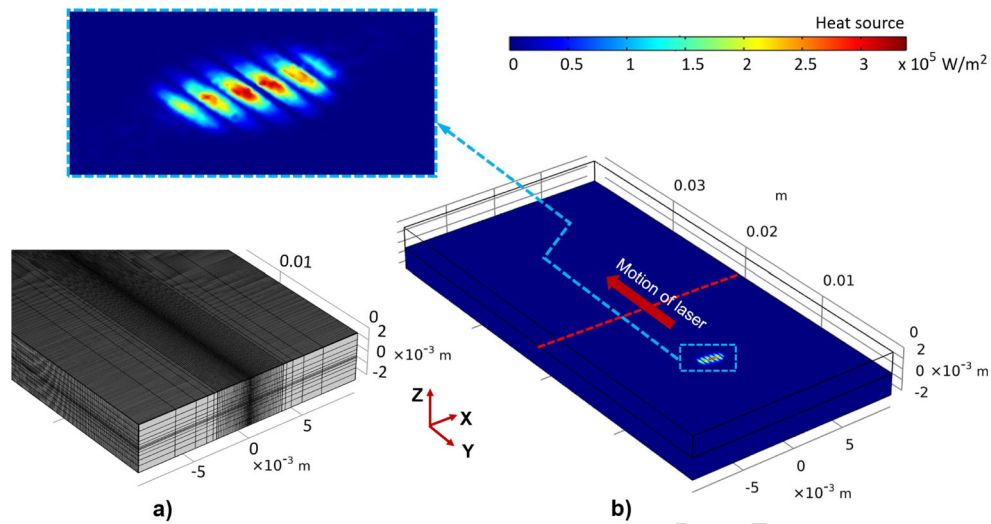 Heat source
0 0.5 1 1.5 2 2.5 3 x 10⁵ W/m²
0.03
m
0.02
0.01
0
2
0
-2
×10⁻³ m
5
0
-5
×10⁻³ m
a)
Motion of laser
Z
X
Y
0.01
0
2
0
-2
×10⁻³ m
5
0
-5
×10⁻³ m
b)